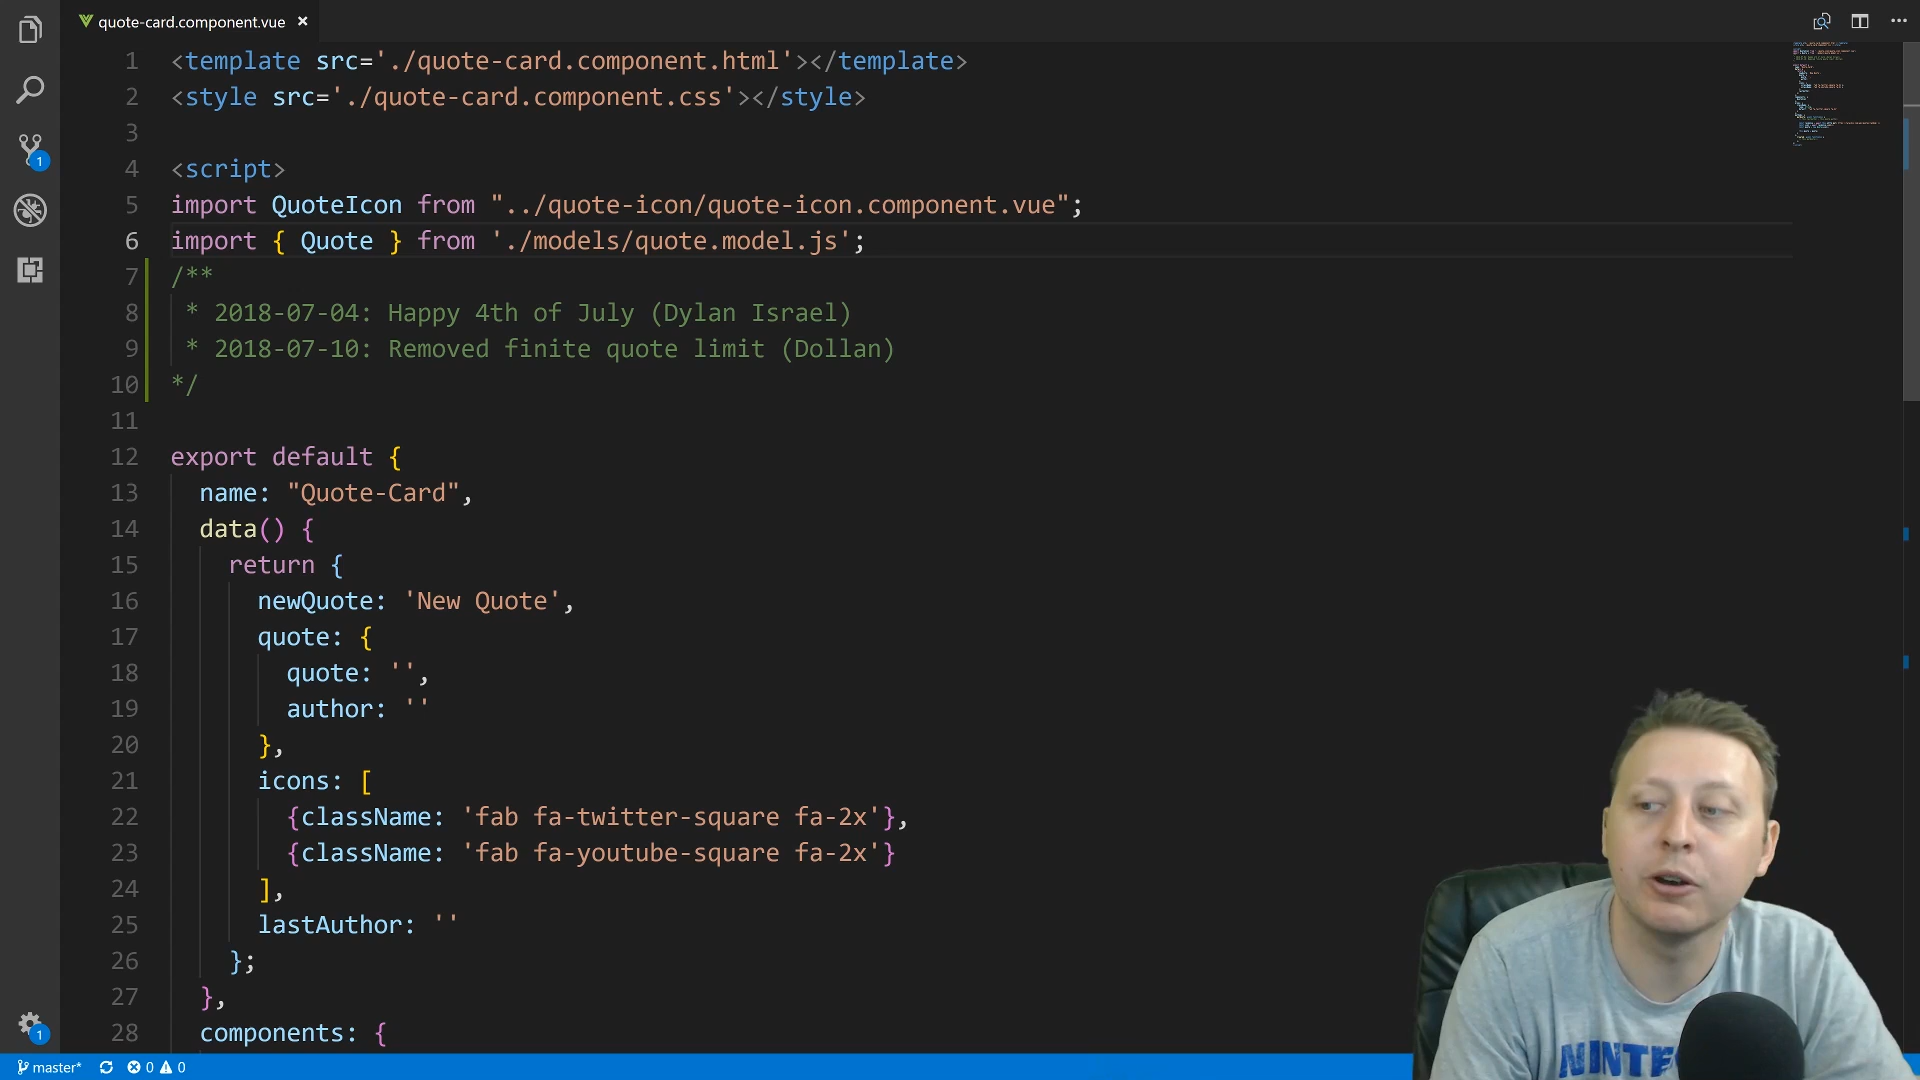 quote-card.component.vue
1 <template src='./quote-card.component.html'></template>
2 <style src='./quote-card.component.css'></style>
3
4 <script>
5 import QuoteIcon from "../quote-icon/quote-icon.component.vue";
6 import { Quote } from './models/quote.model.js';
7 /**
8  * 2018-07-04: Happy 4th of July (Dylan Israel)
9  * 2018-07-10: Removed finite quote limit (Dollan)
10 */
11
12 export default {
13   name: "Quote-Card",
14   data() {
15     return {
16       newQuote: 'New Quote',
17       quote: {
18         quote: '',
19         author: ''
20       },
21       icons: [
22         {className: 'fab fa-twitter-square fa-2x'},
23         {className: 'fab fa-youtube-square fa-2x'}
24       ],
25       lastAuthor: ''
26     };
27   },
28   components: {
1
1
master* 0 0